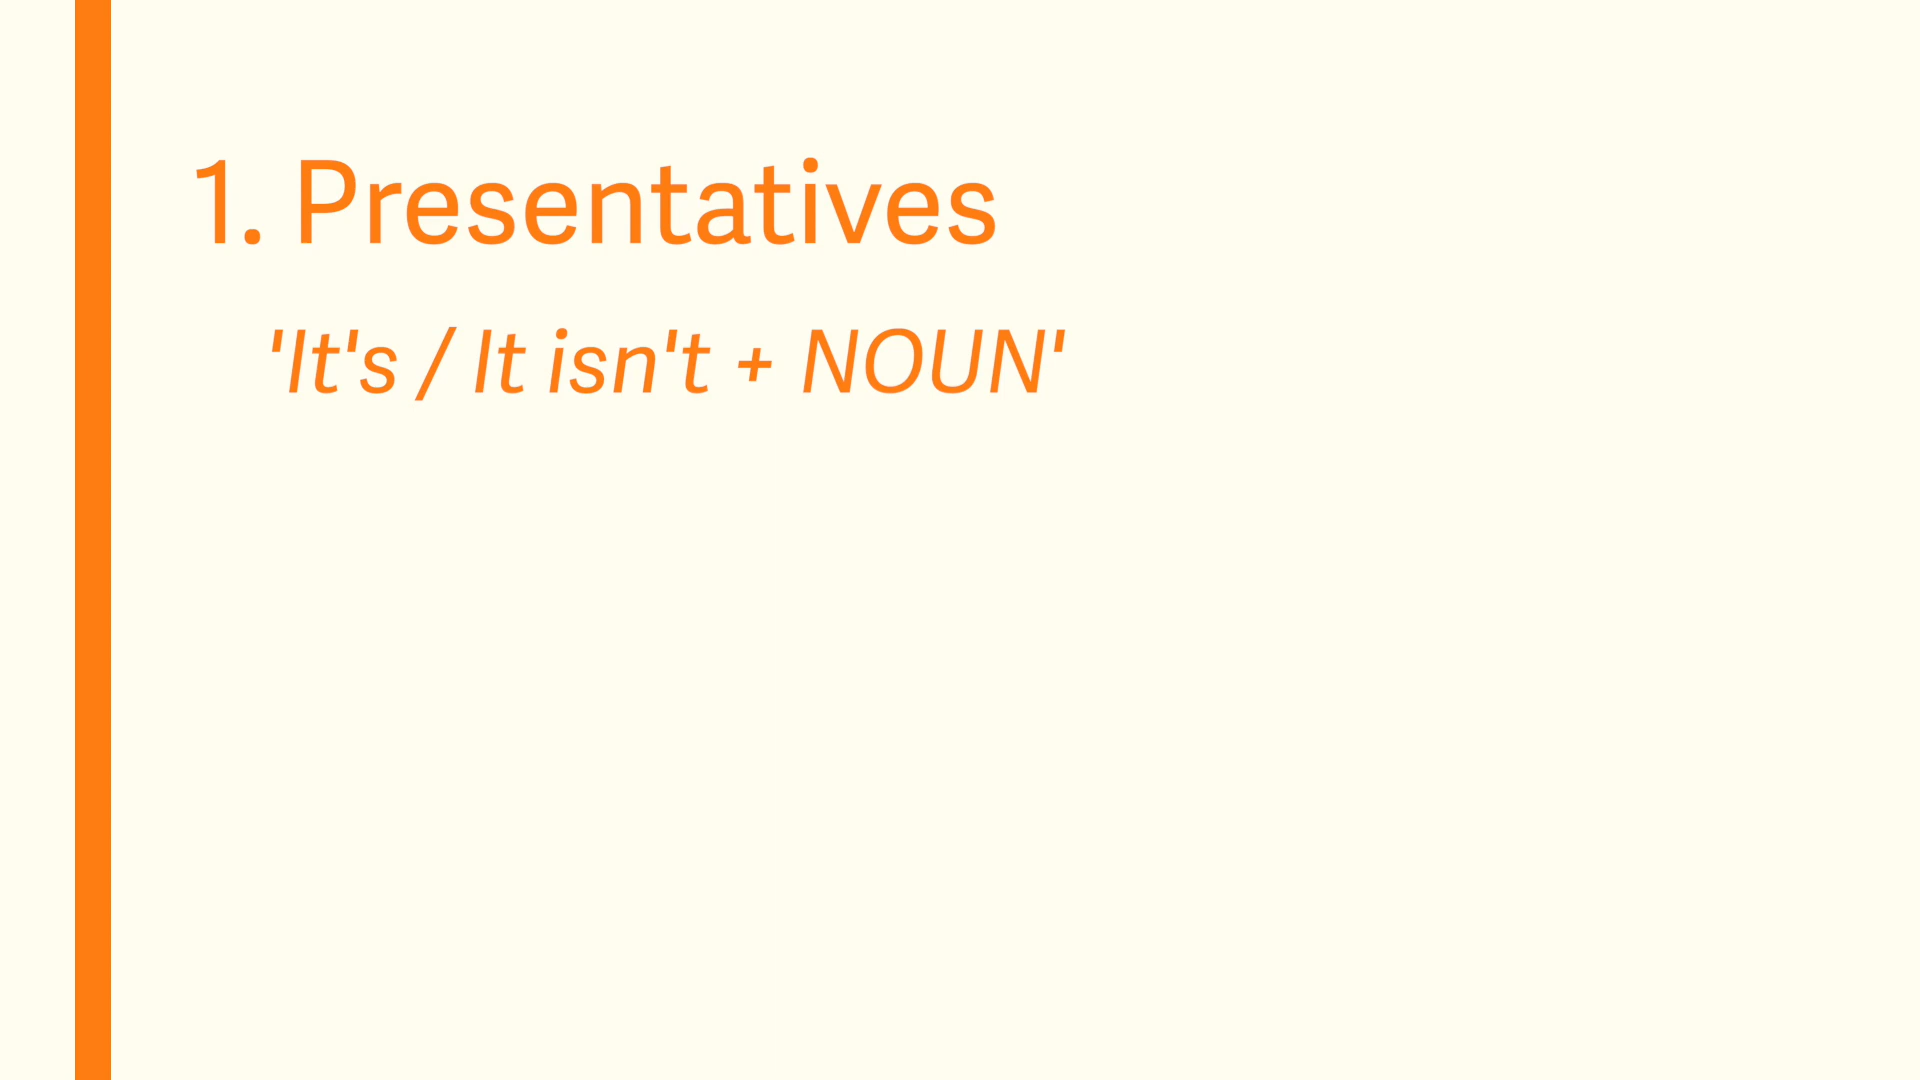 1. Presentatives
'It's / It isn't + NOUN'